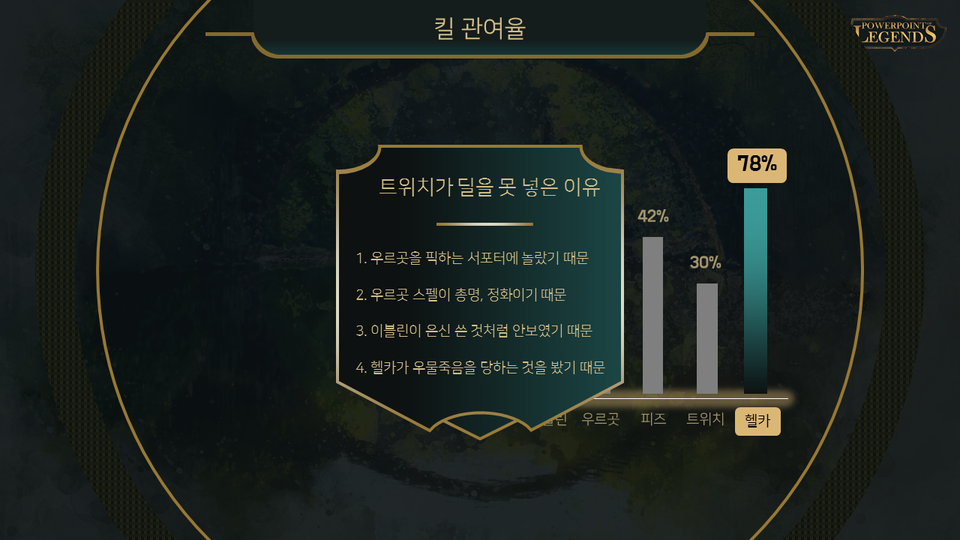 킬 관여율
POWERPOINT
LEGENDS
트위치가 딜을 못 넣은 이유
1. 우르곳을 픽하는 서포터에 놀랐기 때문
2. 우르곳 스펠이 총명, 정화이기 때문
3. 이블린이 은신 쓴 것처럼 안보였기 때문
4. 헬카가 우물죽음을 당하는 것을 봤기 때문
78%
42%
30%
우르곳 피즈 트위치 헬카